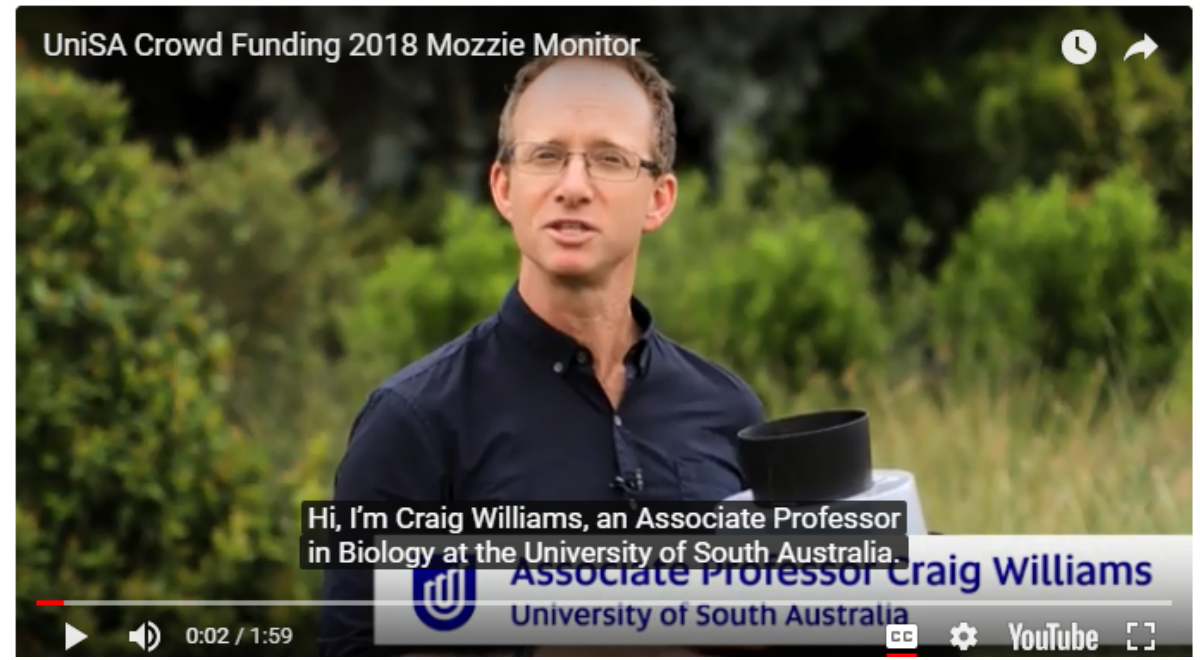 UniSA Crowd Funding 2018 Mozzie Monitor
Hi, I'm Craig Williams, an Associate Professor
in Biology at the University of South Australia.
Associate Professor Craig Williams
University of South Australia
0:02 / 1:59
CC
YouTube